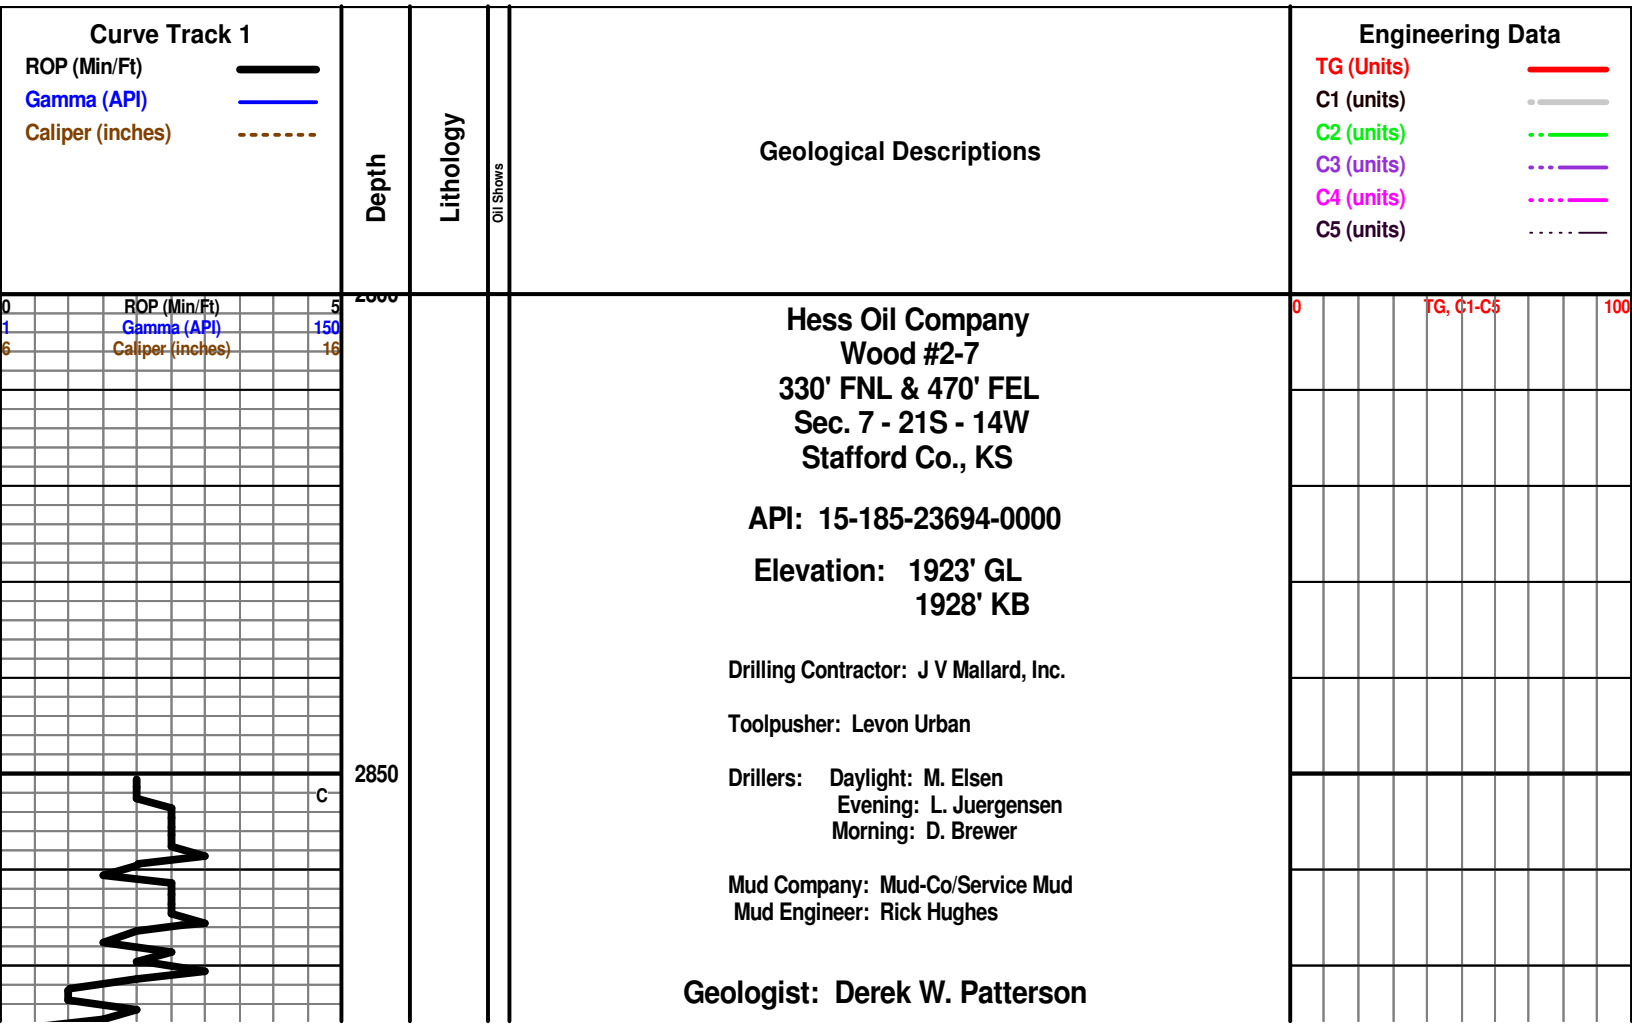 Curve Track 1
ROP (Min/Ft)
Gamma (API)
Caliper (inches)
Depth
Lithology
Oil Shows
Geological Descriptions
Engineering Data
TG (Units)
C1 (units)
C2 (units)
C3 (units)
C4 (units)
C5 (units)
0 ROP (Min/Ft) 5
1 Gamma (API) 150
6 Caliper (inches) 16
0 TG, C1-C5 100
Hess Oil Company
Wood #2-7
330' FNL & 470' FEL
Sec. 7 - 21S - 14W
Stafford Co., KS
API: 15-185-23694-0000
Elevation: 1923' GL
1928' KB
Drilling Contractor: J V Mallard, Inc.
Toolpusher: Levon Urban
2850
C
Drillers: Daylight: M. Elsen
Evening: L. Juergensen
Morning: D. Brewer
Mud Company: Mud-Co/Service Mud
Mud Engineer: Rick Hughes
Geologist: Derek W. Patterson